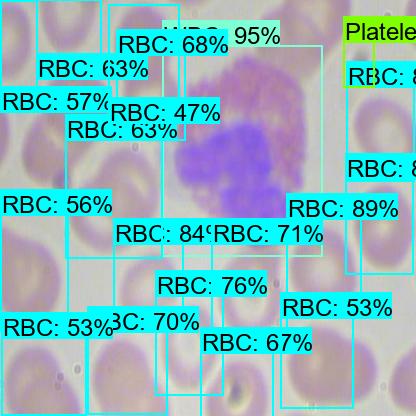 WBC: 95%
Platele
RBC: 68%
RBC: 63%
RBC: 8
RBC: 57%
RBC: 47%
RBC: 63%
RBC: 8
RBC: 56%
RBC: 89%
RBC: 84%
RBC: 71%
RBC: 76%
RBC: 53%
RBC: 53%
RBC: 70%
RBC: 67%